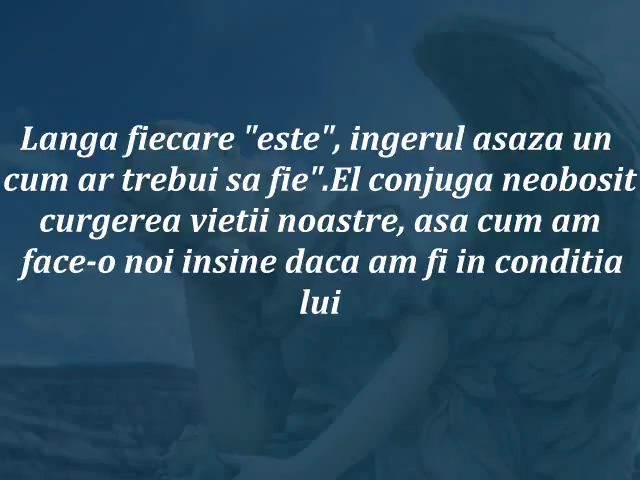 Langa fiecare "este", ingerul asaza un
cum ar trebui sa fie".El conjuga neobosit
curgerea vietii noastre, asa cum am
face-o noi insine daca am fi in conditia
lui